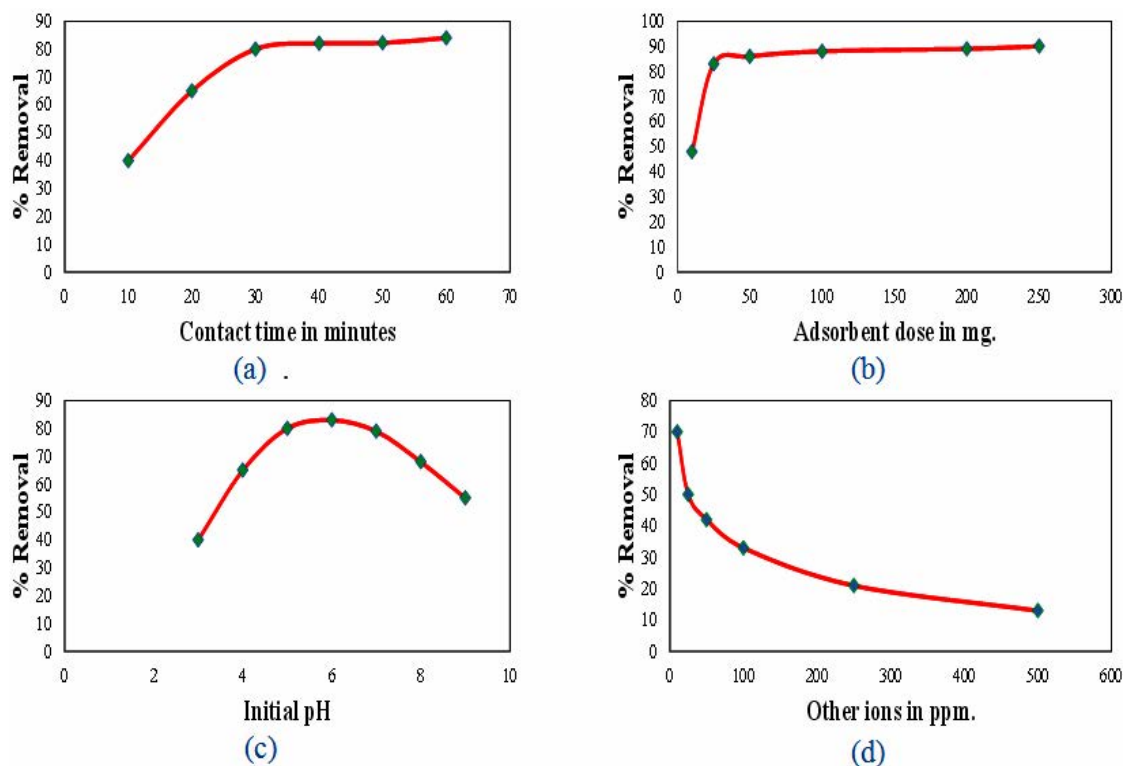 90
80
70
60
50
40
30
20
10
0
% Removal
0 10 20 30 40 50 60 70
Contact time in minutes
(a) .
100
90
80
70
60
50
40
30
20
10
0
% Removal
0 50 100 150 200 250 300
Adsorbent dose in mg.
(b)
90
80
70
60
50
40
30
20
10
0
% Removal
0 2 4 6 8 10
Initial pH
(c)
80
70
60
50
40
30
20
10
0
% Removal
0 100 200 300 400 500 600
Other ions in ppm.
(d)